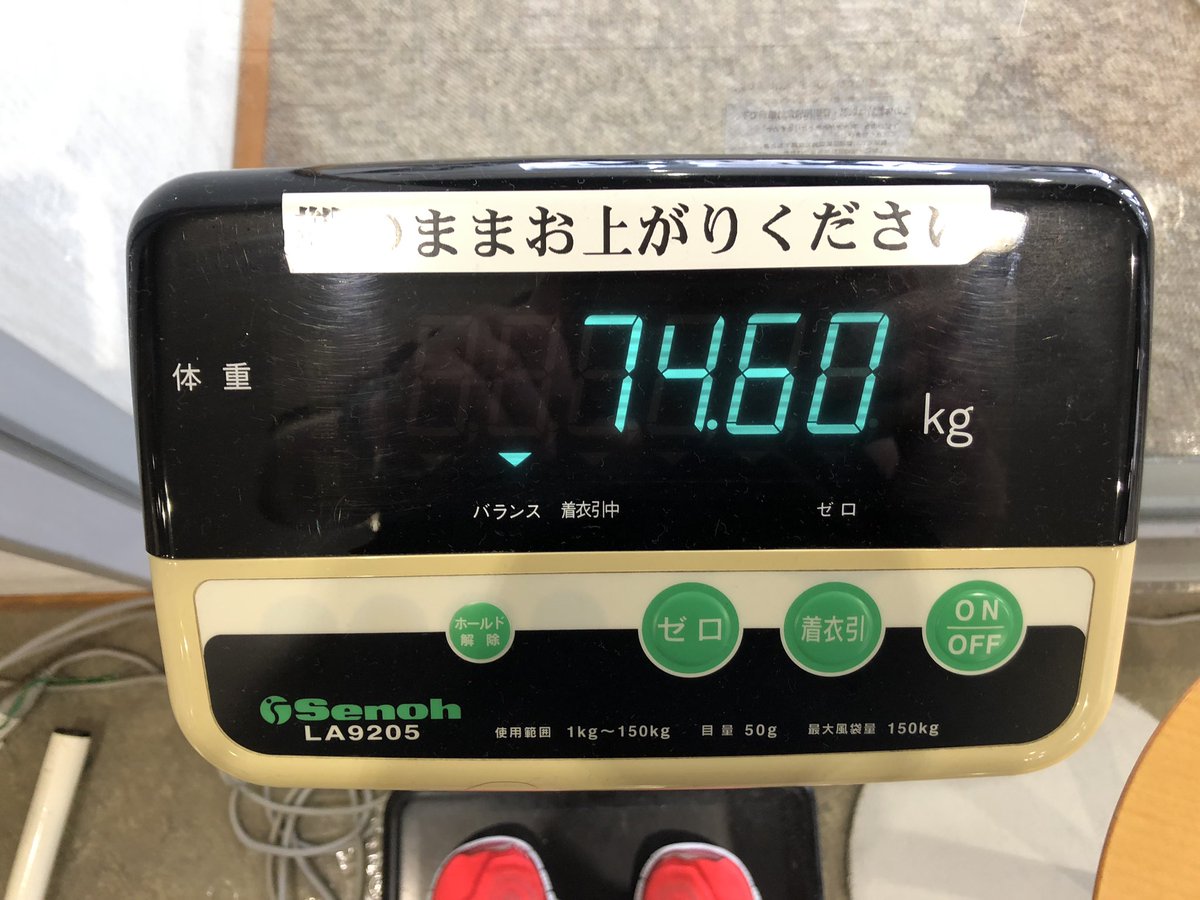 のままお上がりください
体重
74.60 kg
バランス 着衣引中 ゼロ
ホールド解除
ゼロ
着衣引
ON
OFF
Senoh
LA9205
使用範囲 1kg～150kg 目量 50g 最大風袋量 150kg